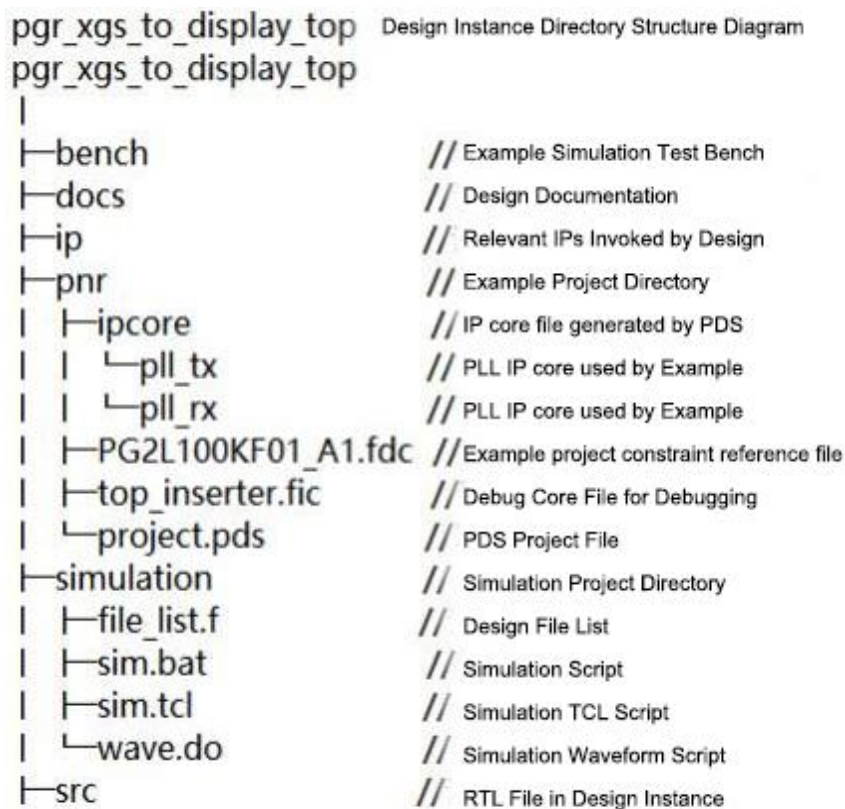 pgr_xgs_to_display_top Design Instance Directory Structure Diagram
pgr_xgs_to_display_top
|
├─bench // Example Simulation Test Bench
├─docs // Design Documentation
├─ip // Relevant IPs Invoked by Design
├─pnr // Example Project Directory
| ├─ipcore // IP core file generated by PDS
| | └─pll_tx // PLL IP core used by Example
| | └─pll_rx // PLL IP core used by Example
| ├─PG2L100KF01_A1.fdc // Example project constraint reference file
| ├─top_inserter.fic // Debug Core File for Debugging
| └─project.pds // PDS Project File
├─simulation // Simulation Project Directory
| ├─file_list.f // Design File List
| ├─sim.bat // Simulation Script
| ├─sim.tcl // Simulation TCL Script
| └─wave.do // Simulation Waveform Script
├─src // RTL File in Design Instance